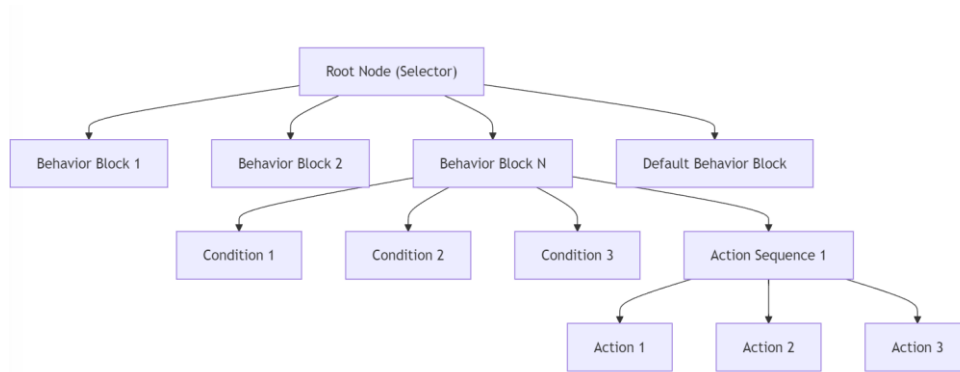 Root Node (Selector)
Behavior Block 1
Behavior Block 2
Behavior Block N
Default Behavior Block
Condition 1
Condition 2
Condition 3
Action Sequence 1
Action 1
Action 2
Action 3